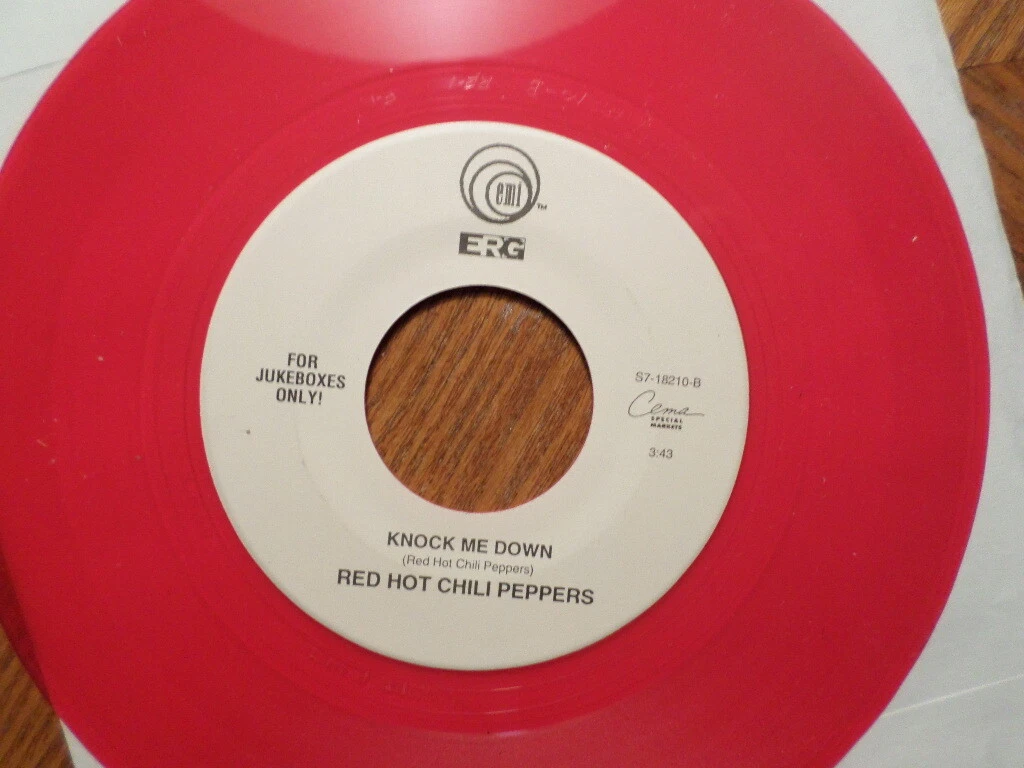 emi
TM
ERG
FOR
JUKEBOXES
ONLY!
S7-18210-B
Cema
SPECIAL
MARKETS
3:43
KNOCK ME DOWN
(Red Hot Chili Peppers)
RED HOT CHILI PEPPERS